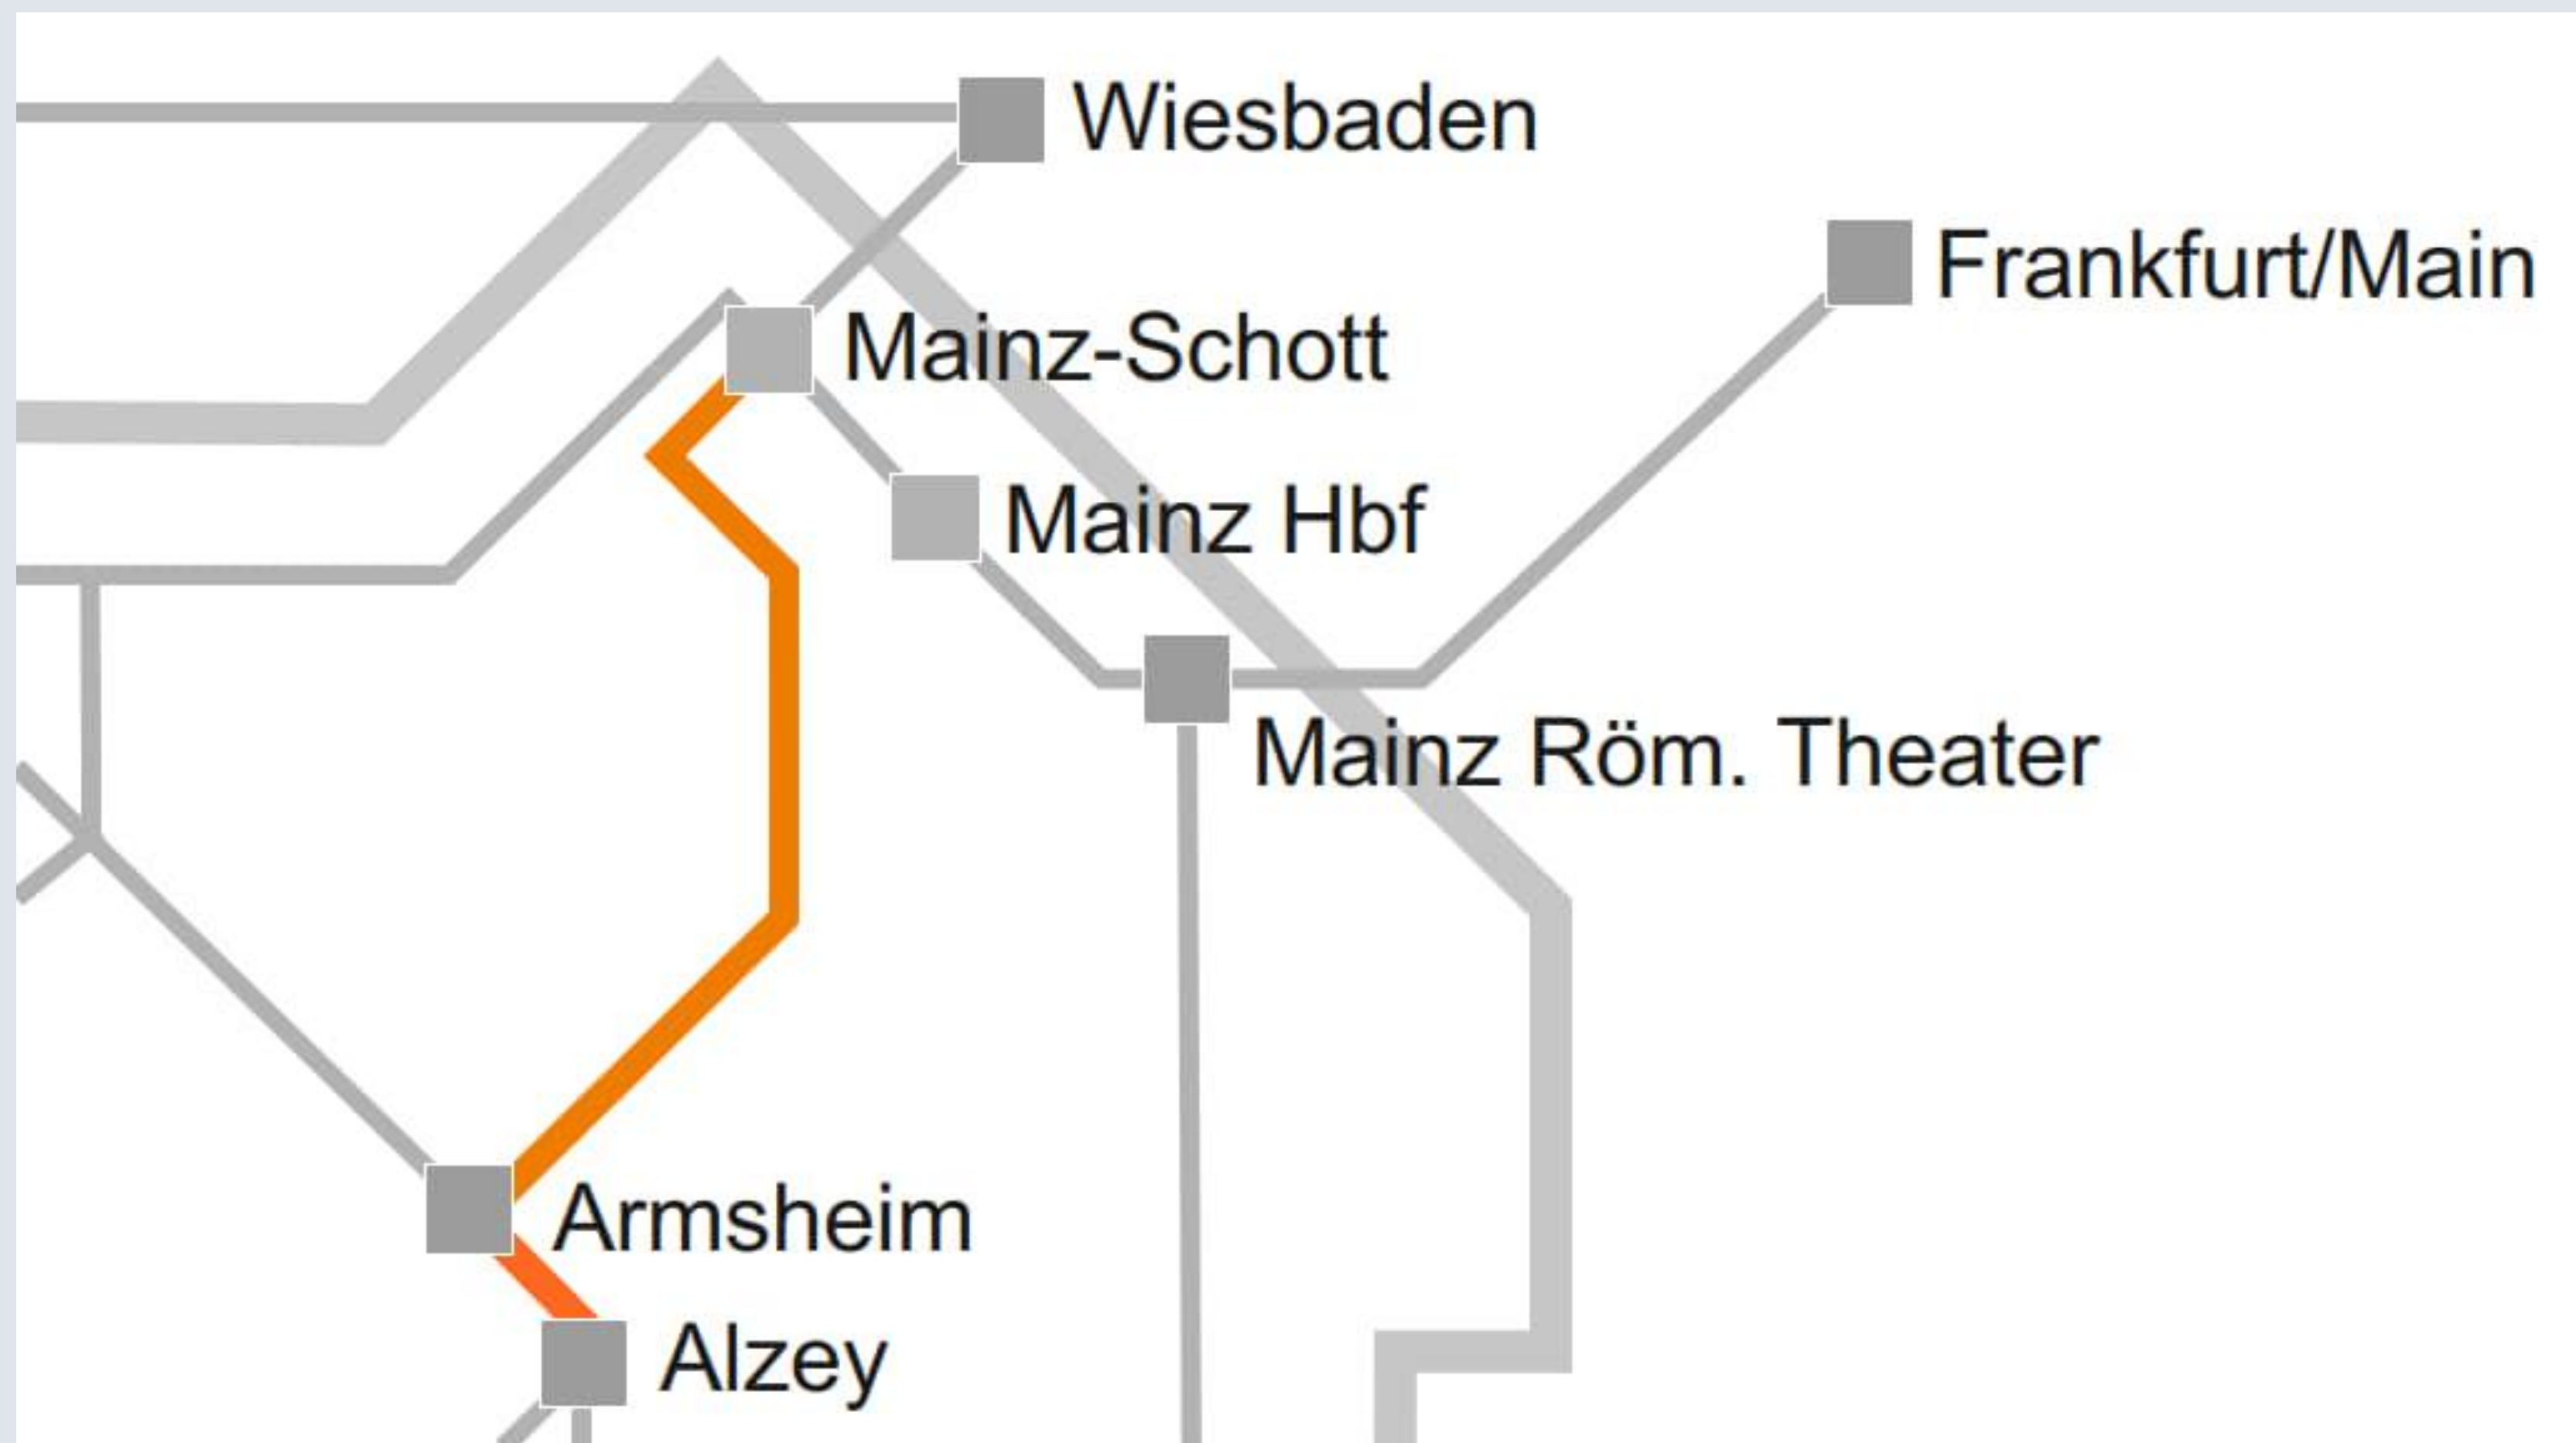 Wiesbaden
Frankfurt/Main
Mainz-Schott
Mainz Hbf
Mainz Röm. Theater
Armsheim
Alzey